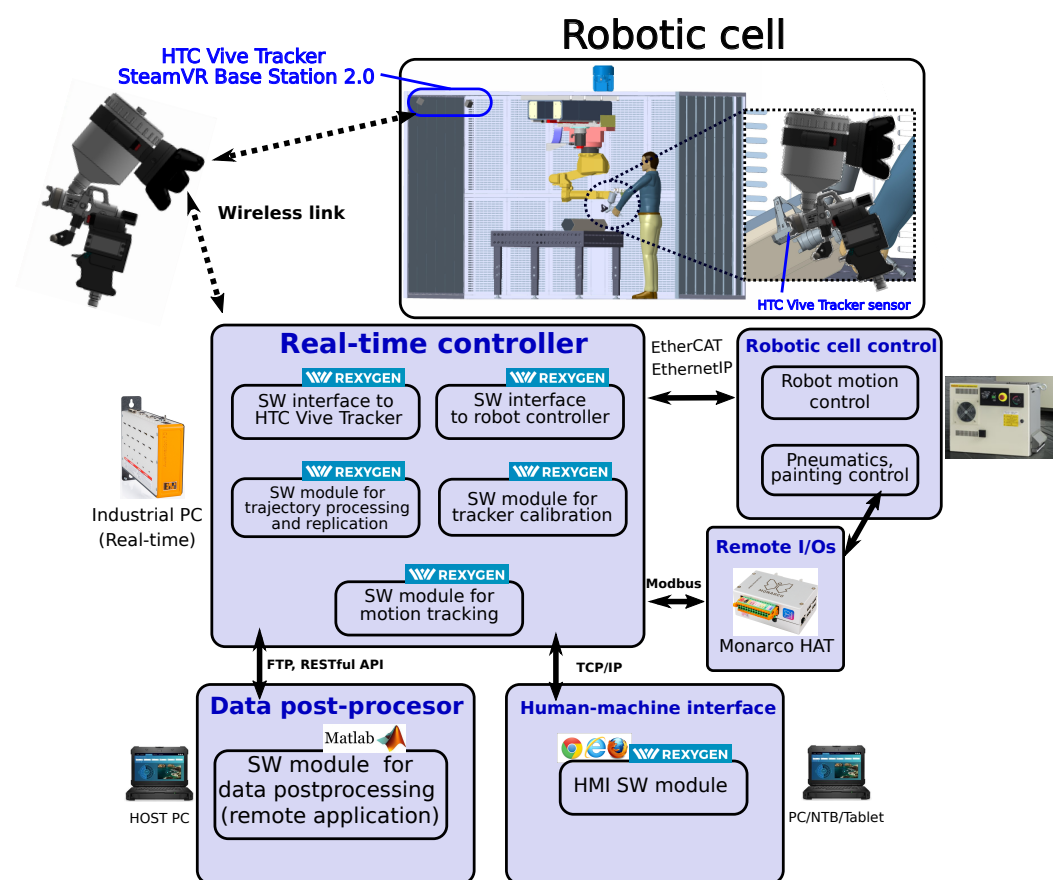 Robotic cell
HTC Vive Tracker
SteamVR Base Station 2.0
Wireless link
HTC Vive Tracker sensor
Real-time controller
REXYGEN
SW interface to
HTC Vive Tracker
REXYGEN
SW interface
to robot controller
REXYGEN
SW module for
trajectory processing
and replication
REXYGEN
SW module for
tracker calibration
REXYGEN
SW module for
motion tracking
Industrial PC
(Real-time)
EtherCAT
EthernetIP
Robotic cell control
Robot motion
control
Pneumatics,
painting control
Modbus
Remote I/Os
MONARCO
Monarco HAT
FTP, RESTful API
TCP/IP
Data post-procesor
Matlab
SW module for
data postprocessing
(remote application)
HOST PC
Human-machine interface
REXYGEN
HMI SW module
PC/NTB/Tablet